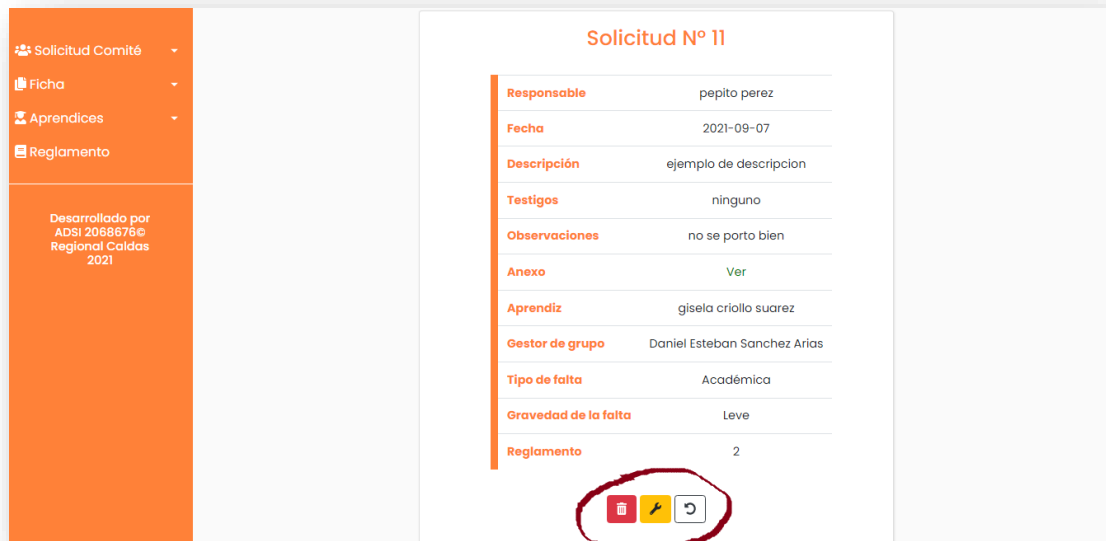 Solicitud Comité
Ficha
Aprendices
Reglamento
Desarrollado por
ADSI 2068676©
Regional Caldas
2021
Solicitud Nº 11
Responsable pepito perez
Fecha 2021-09-07
Descripción ejemplo de descripcion
Testigos ninguno
Observaciones no se porto bien
Anexo Ver
Aprendiz gisela criollo suarez
Gestor de grupo Daniel Esteban Sanchez Arias
Tipo de falta Académica
Gravedad de la falta Leve
Reglamento 2